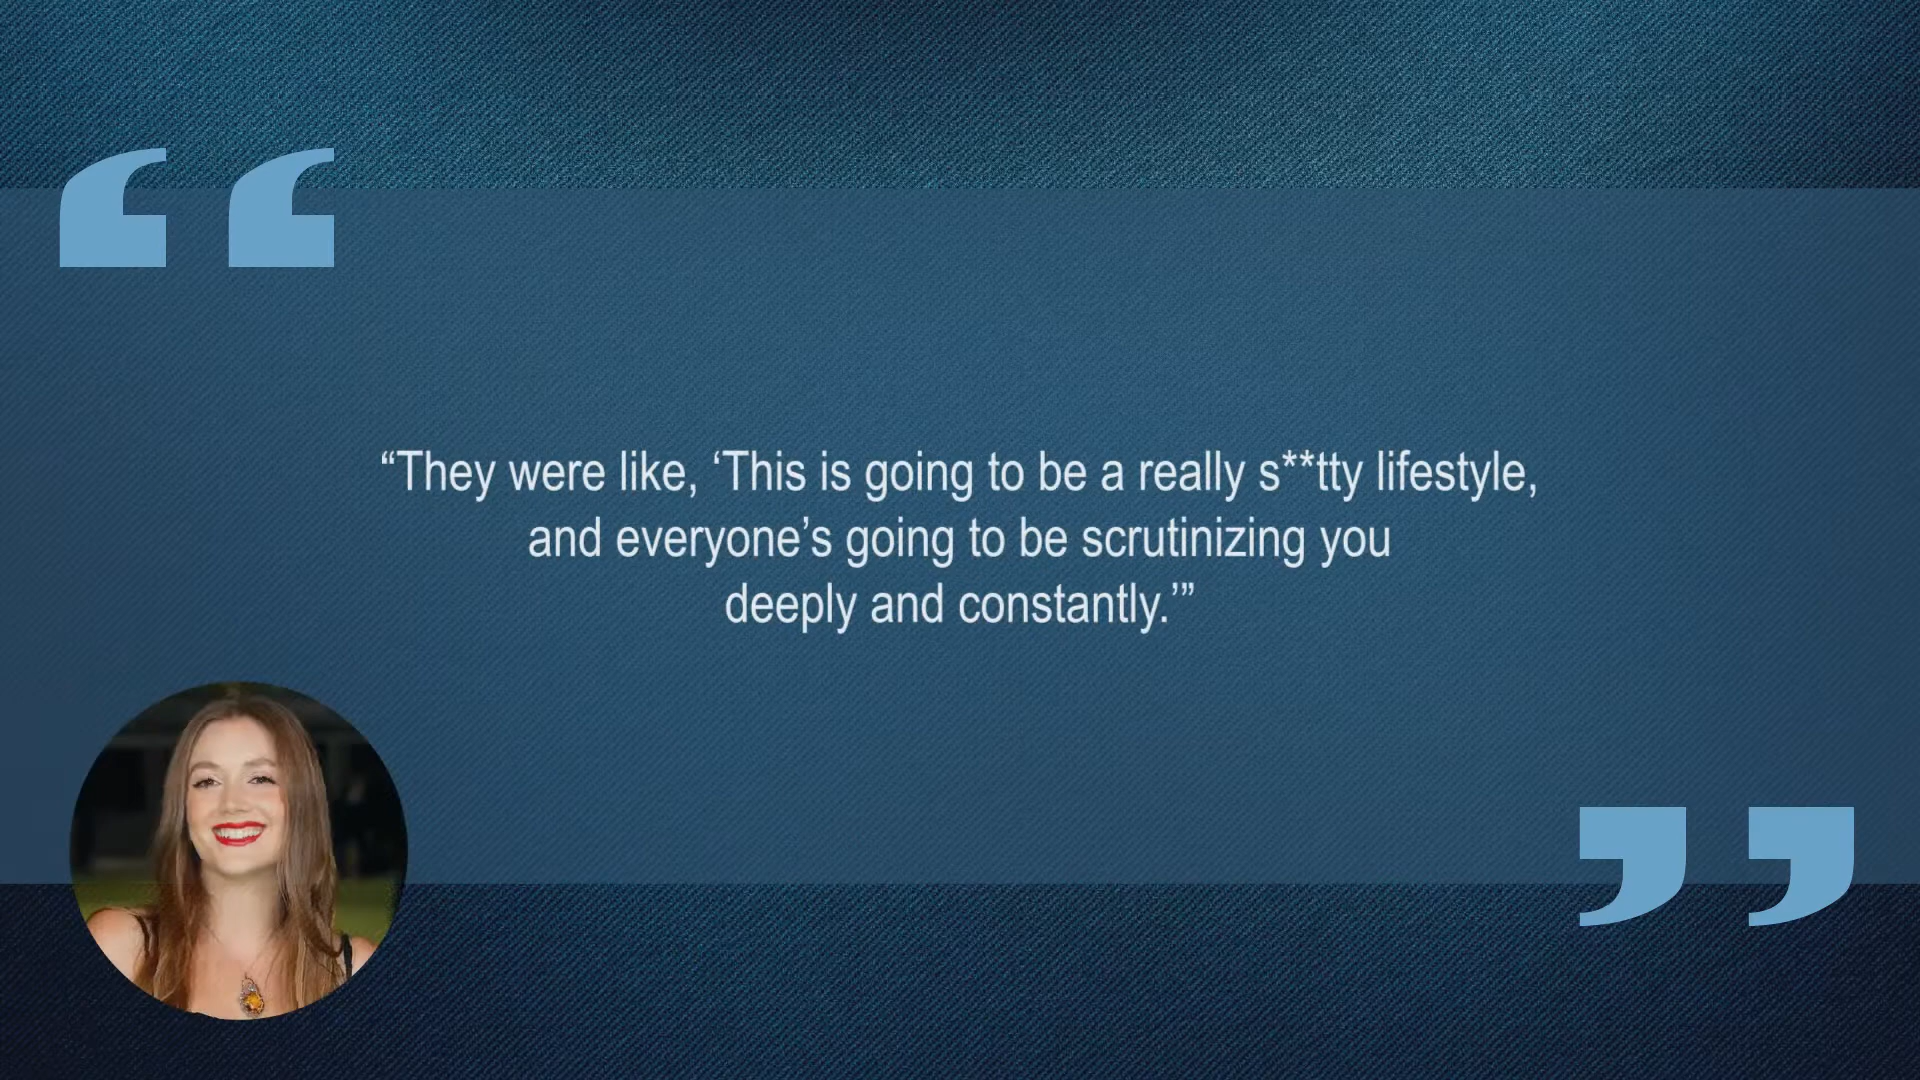 “They were like, ‘This is going to be a really s**tty lifestyle,
and everyone’s going to be scrutinizing you
deeply and constantly.’”